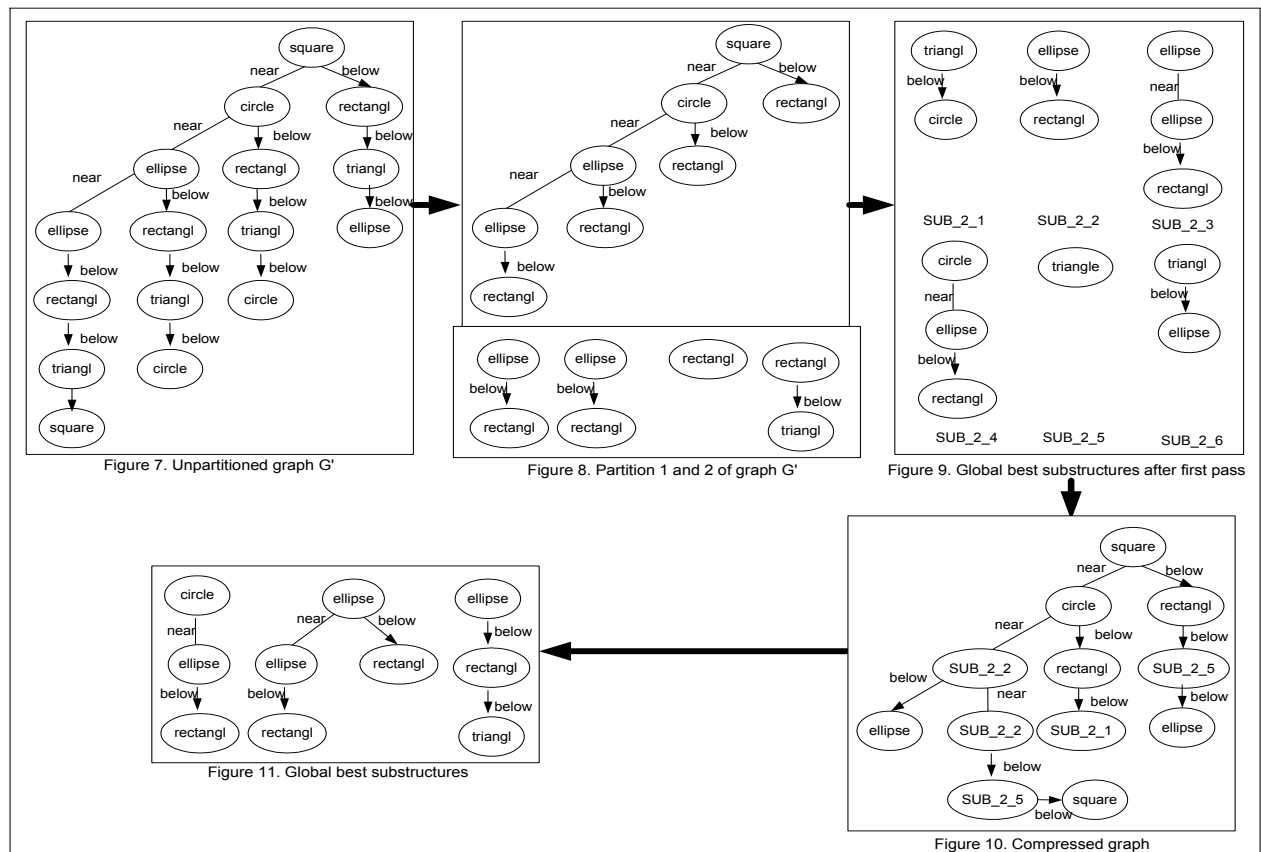 square
near
below
circle
rectangl
near
below
below
ellipse
rectangl
triangl
near
below
below
below
ellipse
rectangl
triangl
ellipse
below
below
below
rectangl
triangl
circle
below
below
triangl
circle
square
Figure 7. Unpartitioned graph G'
square
near
below
circle
rectangl
near
below
ellipse
rectangl
near
below
ellipse
rectangl
below
rectangl
ellipse
ellipse
rectangl
rectangl
below
below
below
rectangl
rectangl
triangl
Figure 8. Partition 1 and 2 of graph G'
triangl
ellipse
ellipse
below
below
near
circle
rectangl
ellipse
below
rectangl
SUB_2_1
SUB_2_2
SUB_2_3
circle
triangle
triangl
near
below
ellipse
ellipse
below
rectangl
SUB_2_4
SUB_2_5
SUB_2_6
Figure 9. Global best substructures after first pass
square
near
below
circle
rectangl
near
below
below
SUB_2_2
rectangl
SUB_2_5
below
near
below
below
ellipse
SUB_2_2
SUB_2_1
ellipse
below
SUB_2_5
below
square
Figure 10. Compressed graph
circle
ellipse
ellipse
near
near
below
below
ellipse
ellipse
rectangl
rectangl
below
below
below
rectangl
rectangl
triangl
Figure 11. Global best substructures